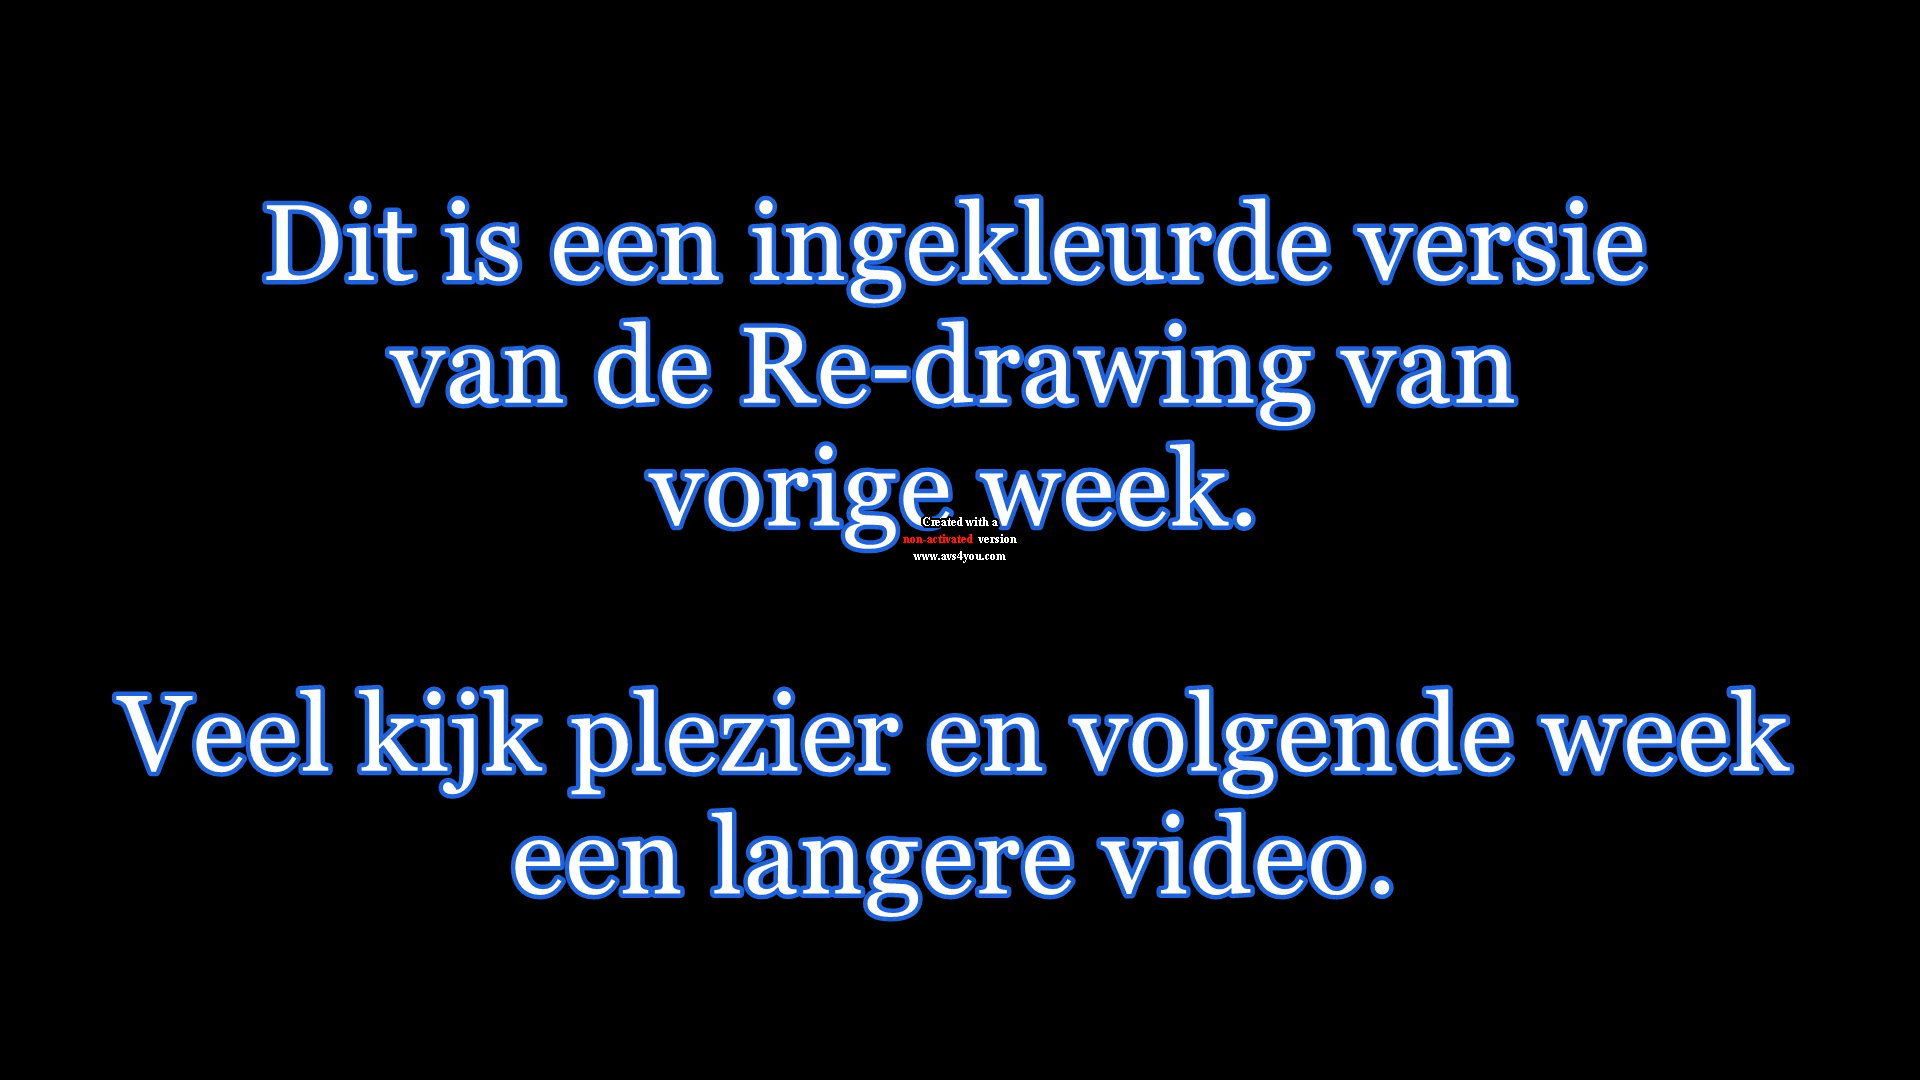 Dit is een ingekleurde versie
van de Re-drawing van
vorige week.
Created with a
non-activated version
www.avs4you.com
Veel kijk plezier en volgende week
een langere video.